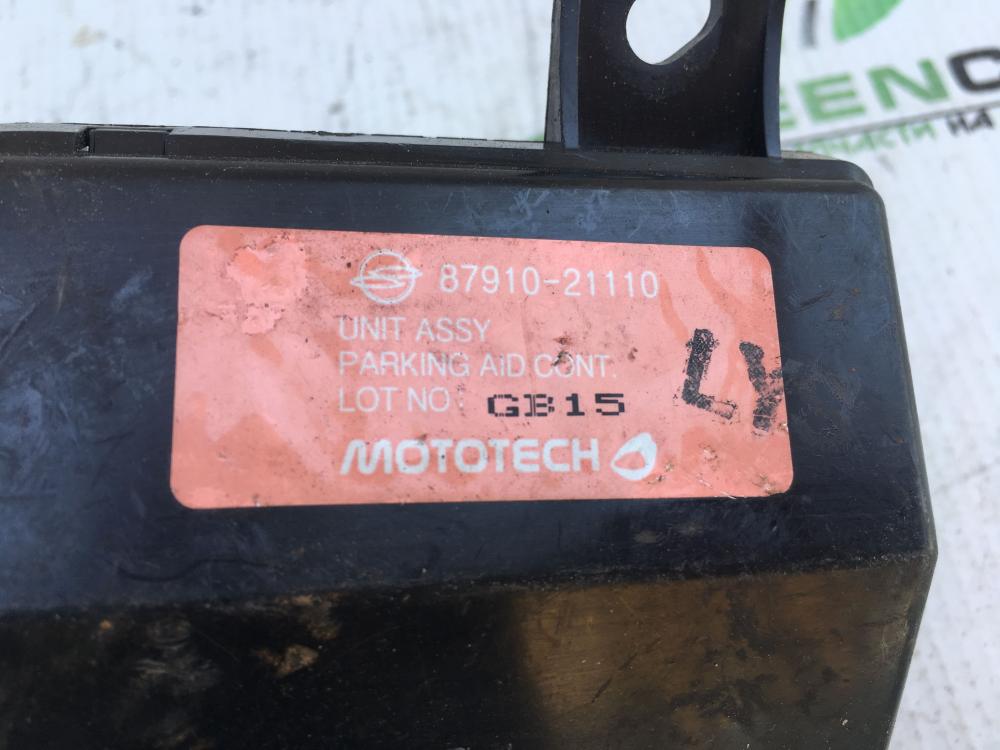 87910-21110
UNIT ASSY
PARKING AID CONT.
LOT NO : GB15
LY
MOTOTECH